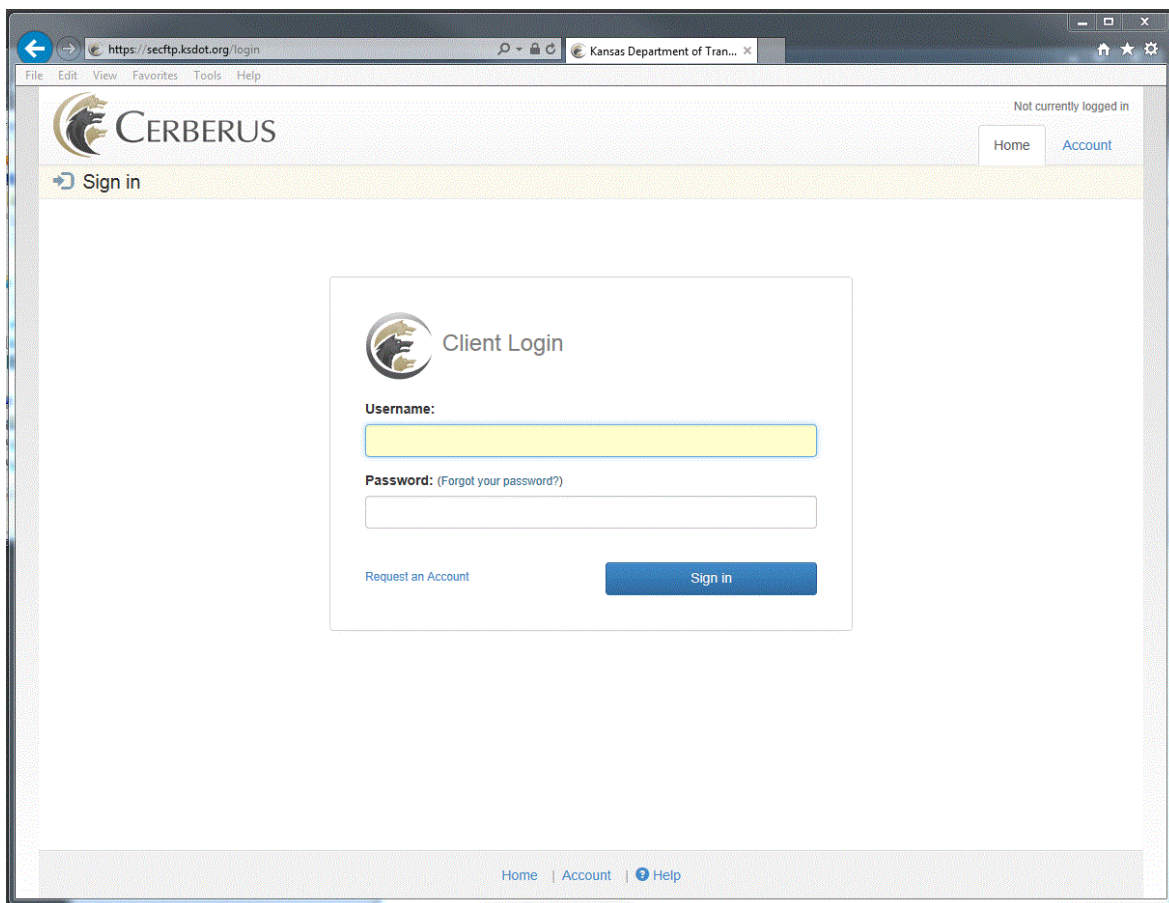 https://secftp.ksdot.org/login
Kansas Department of Tran...
File Edit View Favorites Tools Help
CERBERUS
Not currently logged in
Home Account
Sign in
Client Login
Username:
Password: (Forgot your password?)
Request an Account
Sign in
Home | Account | Help